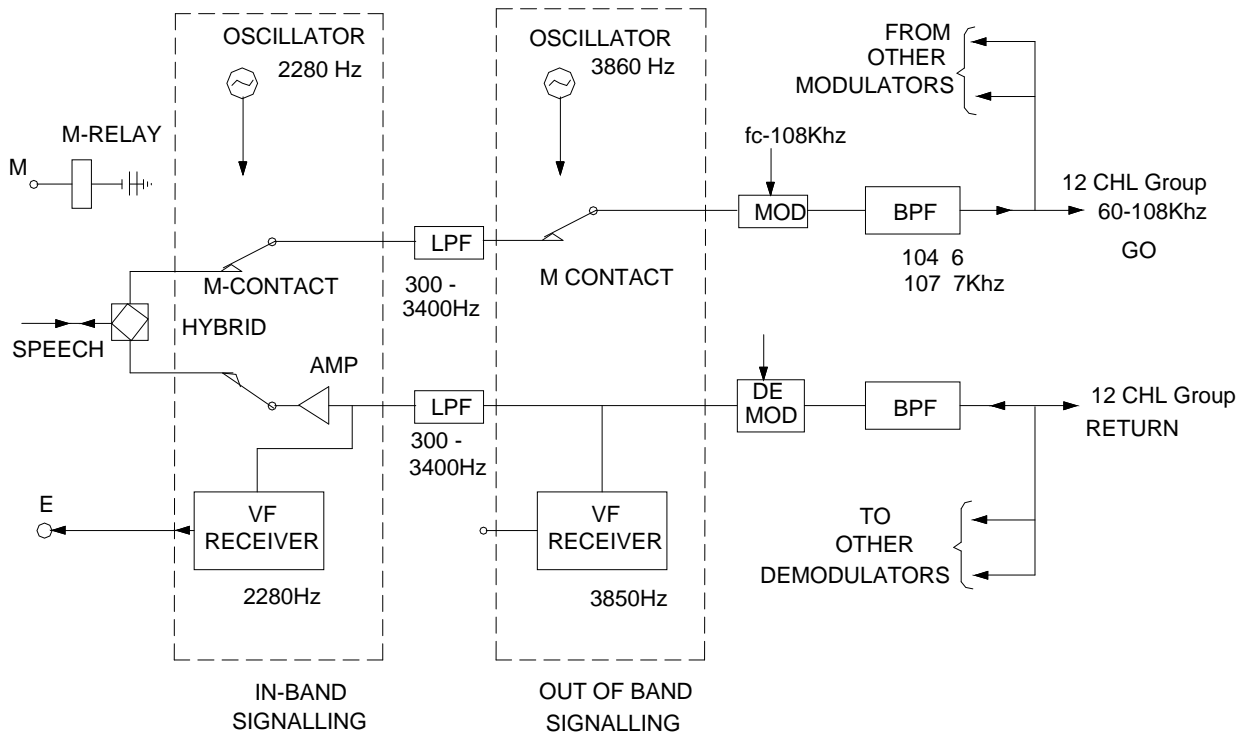 OSCILLATOR
2280 Hz
OSCILLATOR
3860 Hz
FROM
OTHER
MODULATORS
M-RELAY
M
fc-108Khz
MOD
BPF
12 CHL Group
60-108Khz
GO
LPF
M-CONTACT
300 -
3400Hz
M CONTACT
104 6
107 7Khz
HYBRID
SPEECH
AMP
LPF
300 -
3400Hz
DE
MOD
BPF
12 CHL Group
RETURN
E
VF
RECEIVER
2280Hz
VF
RECEIVER
3850Hz
TO
OTHER
DEMODULATORS
IN-BAND
SIGNALLING
OUT OF BAND
SIGNALLING